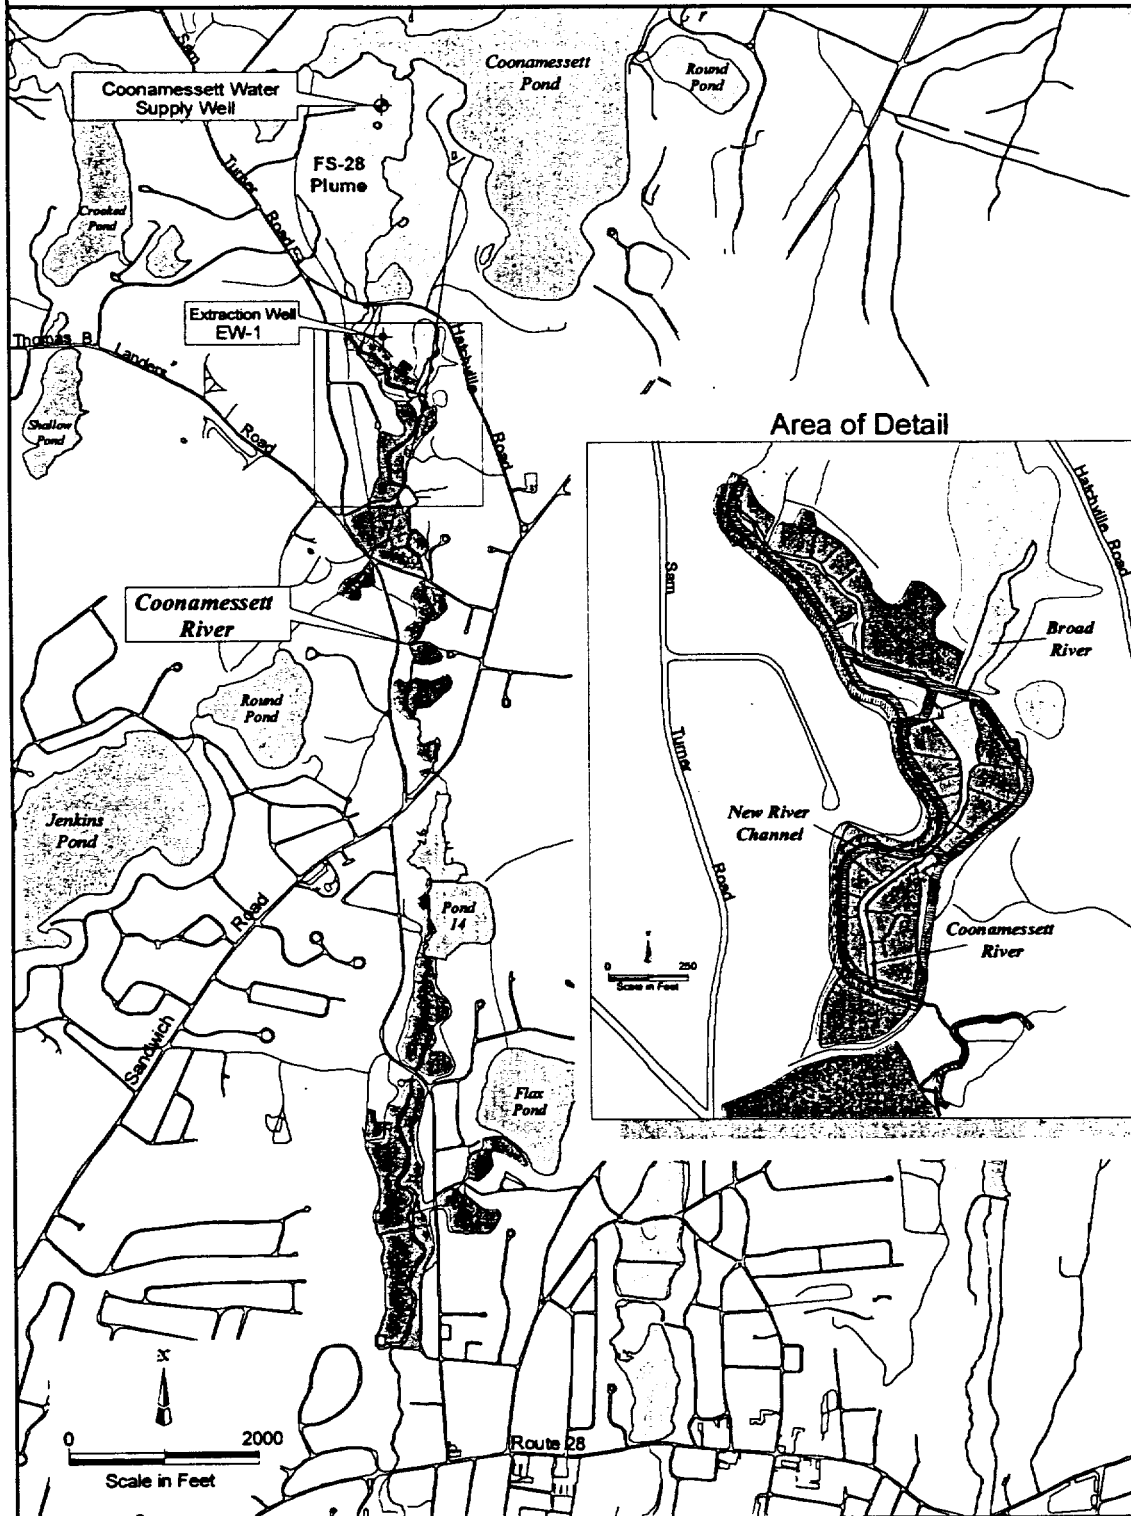 Sam
Coonamessett
Pond
Round
Pond
Coonamessett Water
Supply Well
FS-28
Plume
Turner
Crooked
Pond
Road
Extraction Well
EW-1
Thomas B.
Landers
Hatchville
Shallow
Pond
Road
Road
Area of Detail
Hatchville Road
Sam
Coonamessett
River
Broad
River
Round
Pond
Turner
New River
Channel
Jenkins
Pond
Road
Road
Pond
14
Coonamessett
River
0 250
Scale in Feet
Sandwich
Flax
Pond
0 2000
Scale in Feet
Route 28